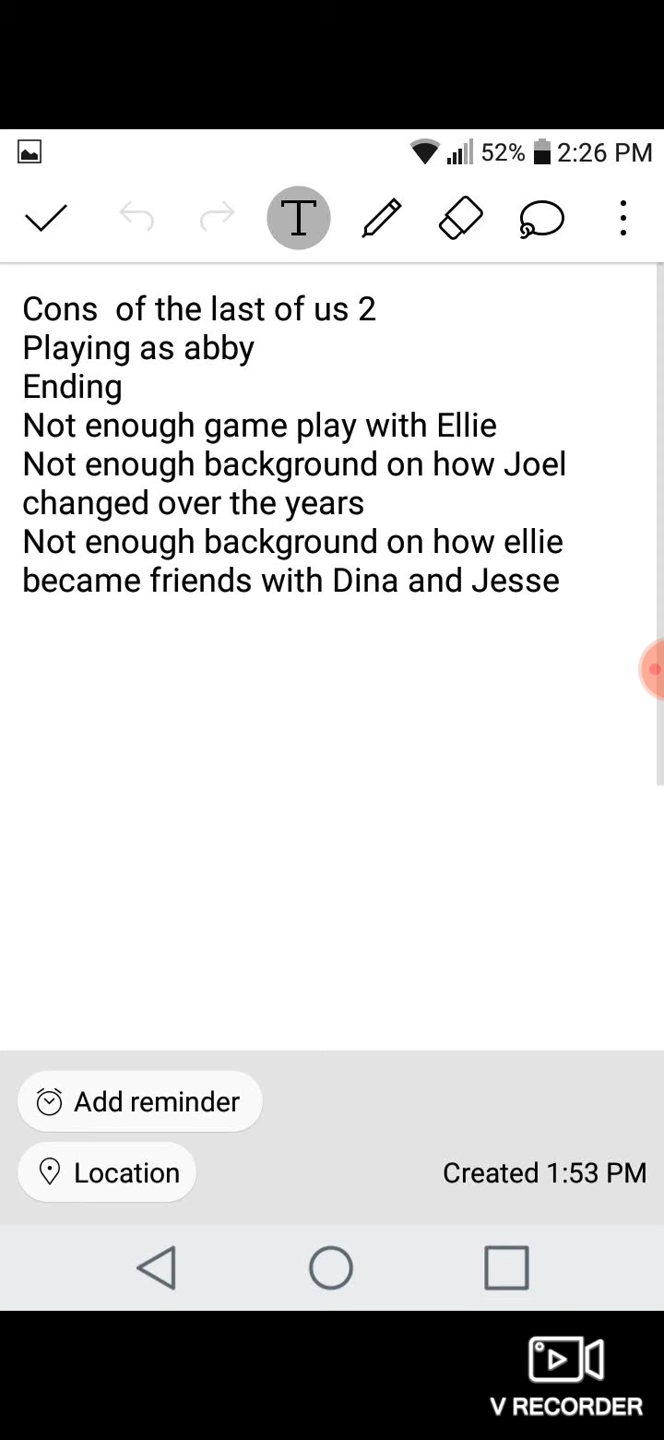 52% 2:26 PM
T
Cons  of the last of us 2
Playing as abby
Ending
Not enough game play with Ellie
Not enough background on how Joel
changed over the years
Not enough background on how ellie
became friends with Dina and Jesse
Add reminder
Location
Created 1:53 PM
V RECORDER